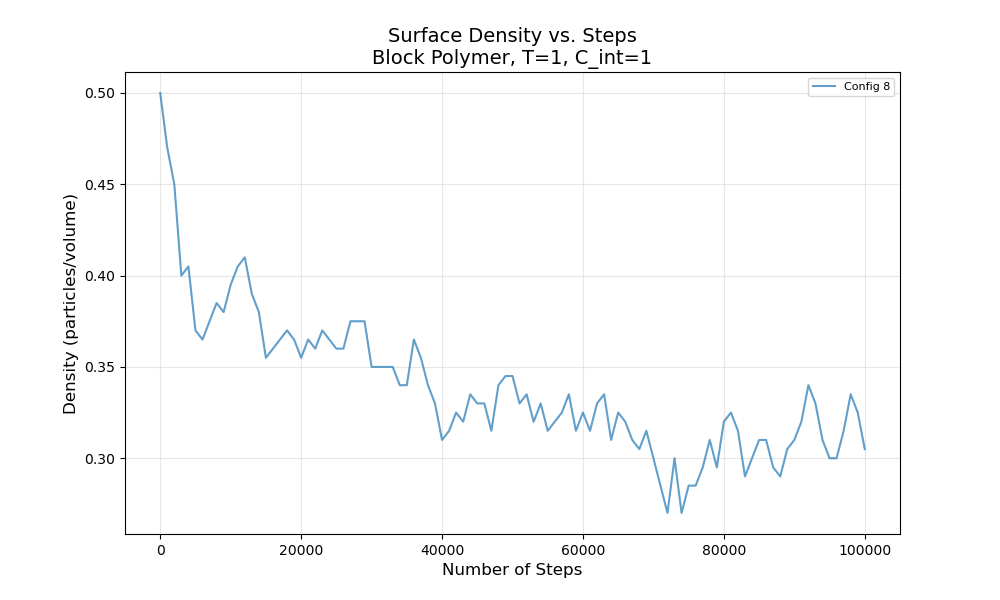 Surface Density vs. Steps
Block Polymer, T=1, C_int=1
Config 8
Density (particles/volume)
0.50
0.45
0.40
0.35
0.30
0
20000
40000
60000
80000
100000
Number of Steps